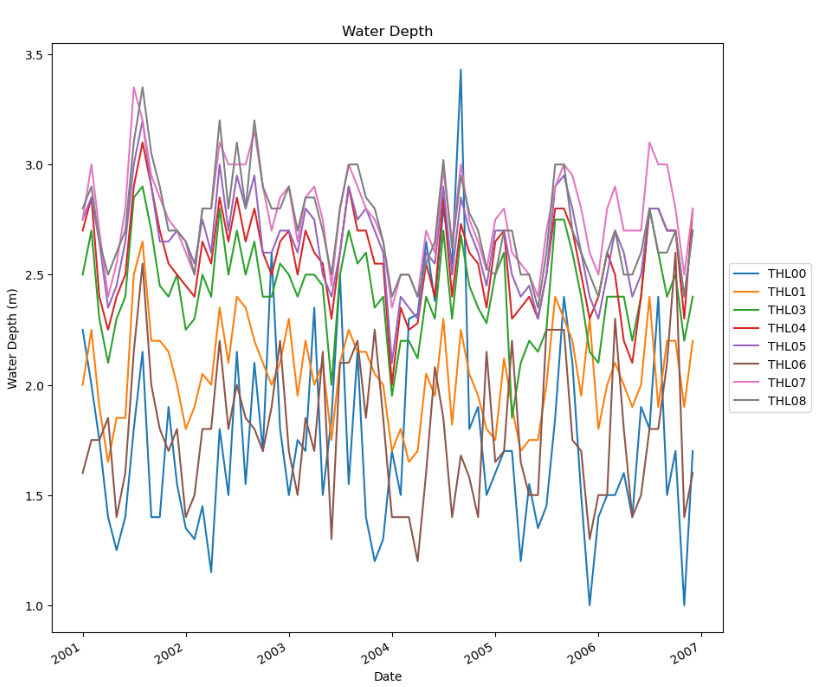 Water Depth
Water Depth (m)
3.5
3.0
2.5
2.0
1.5
1.0
2001
2002
2003
2004
2005
2006
2007
Date
THL00
THL01
THL03
THL04
THL05
THL06
THL07
THL08